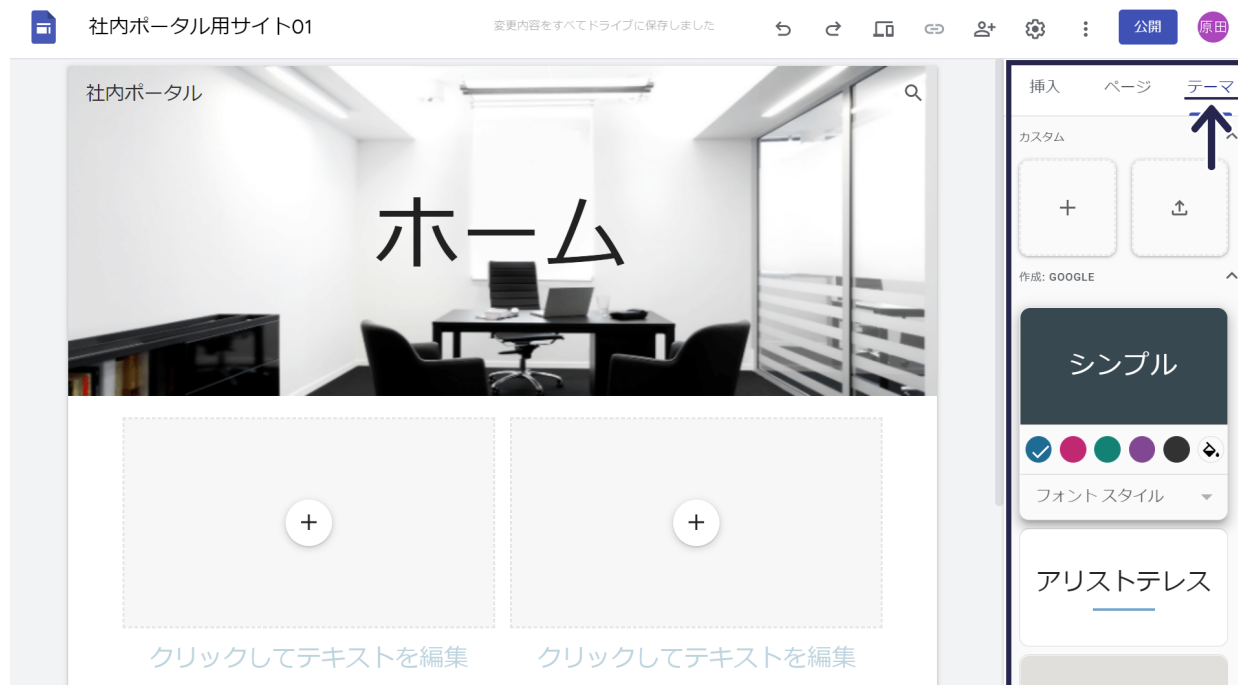 社内ポータル用サイト01
変更内容をすべてドライブに保存しました
公開
原田
社内ポータル
ホーム
クリックしてテキストを編集
クリックしてテキストを編集
挿入
ページ
テーマ
カスタム
作成: GOOGLE
シンプル
フォント スタイル
アリストテレス